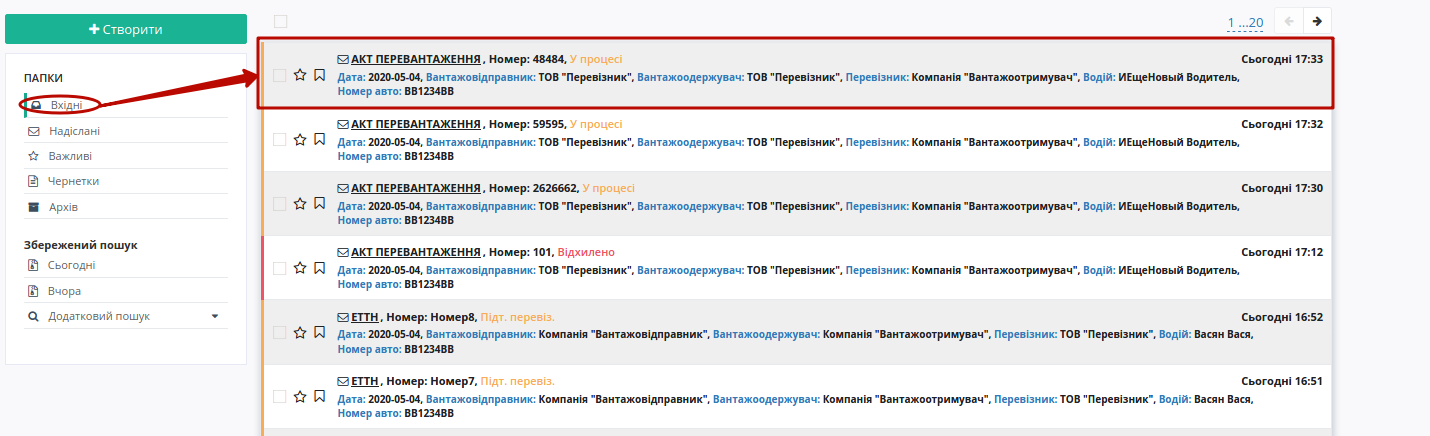 Створити
ПАПКИ
Вхідні
Надіслані
Важливі
Чернетки
Архів
Збережений пошук
Сьогодні
Вчора
Додатковий пошук
1 ...20
АКТ ПЕРЕВАНТАЖЕННЯ , Номер: 48484, У процесі Сьогодні 17:33
Дата: 2020-05-04, Вантажовідправник: ТОВ "Перевізник", Вантажоодержувач: ТОВ "Перевізник", Перевізник: Компанія "Вантажоотримувач", Водій: ИЕщеНовый Водитель,
Номер авто: ВВ1234ВВ
АКТ ПЕРЕВАНТАЖЕННЯ , Номер: 59595, У процесі Сьогодні 17:32
Дата: 2020-05-04, Вантажовідправник: ТОВ "Перевізник", Вантажоодержувач: ТОВ "Перевізник", Перевізник: Компанія "Вантажоотримувач", Водій: ИЕщеНовый Водитель,
Номер авто: ВВ1234ВВ
АКТ ПЕРЕВАНТАЖЕННЯ , Номер: 2626662, У процесі Сьогодні 17:30
Дата: 2020-05-04, Вантажовідправник: ТОВ "Перевізник", Вантажоодержувач: ТОВ "Перевізник", Перевізник: Компанія "Вантажоотримувач", Водій: ИЕщеНовый Водитель,
Номер авто: ВВ1234ВВ
АКТ ПЕРЕВАНТАЖЕННЯ , Номер: 101, Відхилено Сьогодні 17:12
Дата: 2020-05-04, Вантажовідправник: ТОВ "Перевізник", Вантажоодержувач: ТОВ "Перевізник", Перевізник: Компанія "Вантажоотримувач", Водій: ИЕщеНовый Водитель,
Номер авто: ВВ1234ВВ
ЕТТН , Номер: Номер8, Підт. перевіз. Сьогодні 16:52
Дата: 2020-05-04, Вантажовідправник: Компанія "Вантажовідправник", Вантажоодержувач: Компанія "Вантажоотримувач", Перевізник: ТОВ "Перевізник", Водій: Васян Вася,
Номер авто: ВВ1234ВВ
ЕТТН , Номер: Номер7, Підт. перевіз. Сьогодні 16:51
Дата: 2020-05-04, Вантажовідправник: Компанія "Вантажовідправник", Вантажоодержувач: Компанія "Вантажоотримувач", Перевізник: ТОВ "Перевізник", Водій: Васян Вася,
Номер авто: ВВ1234ВВ